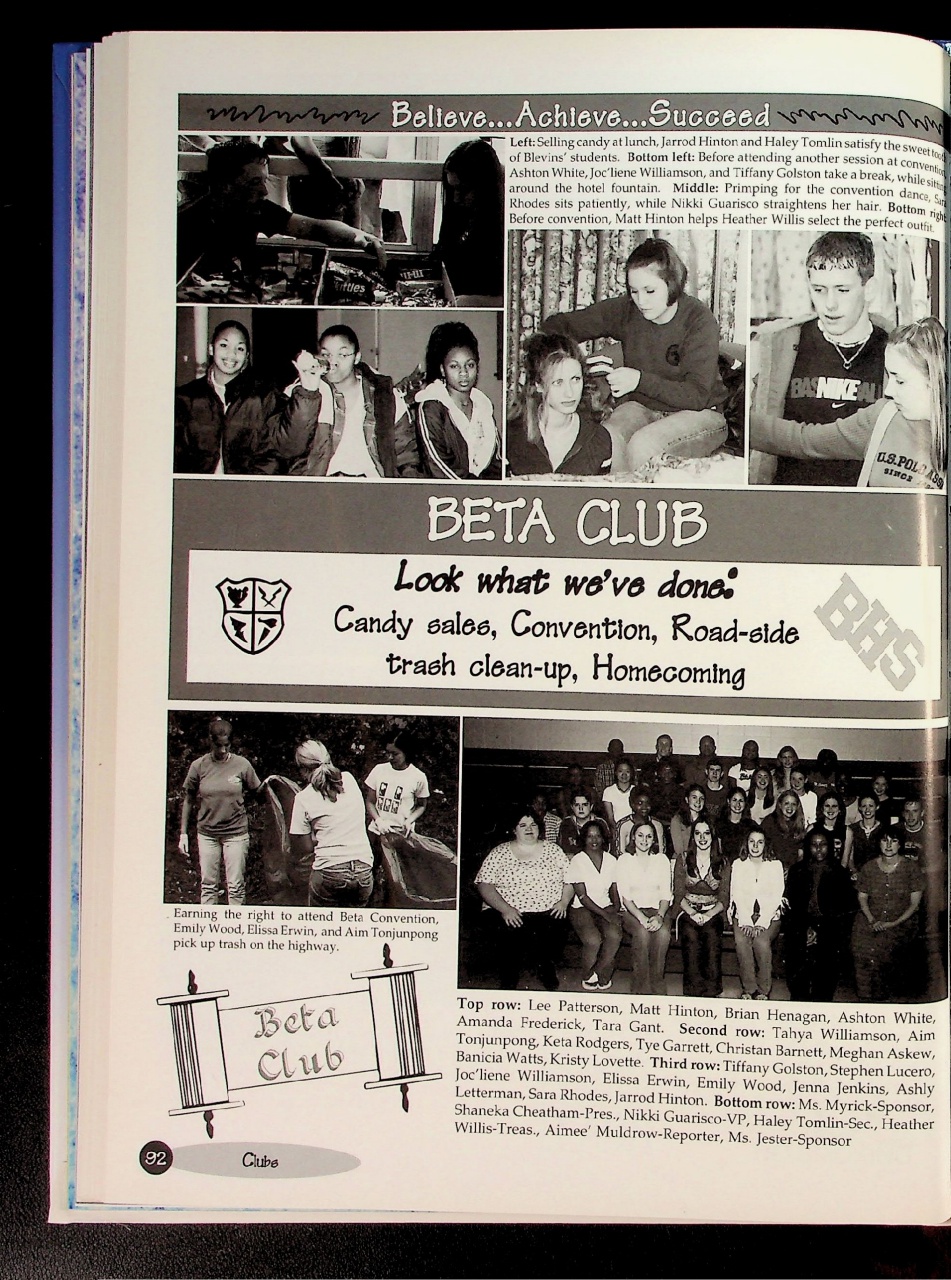 Believe...Achieve...Succeed
Left: Selling candy at lunch, Jarrod Hinton and Haley Tomlin satisfy the sweet
of Blevins' students. Bottom left: Before attending another session at convention
Ashton White, Joc'liene Williamson, and Tiffany Golston take a break, while
around the hotel fountain. Middle: Primping for the convention dance,
Rhodes sits patiently, while Nikki Guarisco straightens her hair. Bottom
Before convention, Matt Hinton helps Heather Willis select the perfect outfit.
NIKE
U.S.POLO ASS
SINCE
BETA CLUB
Look what we've done:
Candy sales, Convention, Road-side
trash clean-up, Homecoming
BHS
Earning the right to attend Beta Convention,
Emily Wood, Elissa Erwin, and Aim Tonjunpong
pick up trash on the highway.
Beta
Club
Top row: Lee Patterson, Matt Hinton, Brian Henagan, Ashton White,
Amanda Frederick, Tara Gant. Second row: Tahya Williamson, Aim
Tonjunpong, Keta Rodgers, Tye Garrett, Christan Barnett, Meghan Askew,
Banicia Watts, Kristy Lovette. Third row: Tiffany Golston, Stephen Lucero,
Joc'liene Williamson, Elissa Erwin, Emily Wood, Jenna Jenkins, Ashly
Letterman, Sara Rhodes, Jarrod Hinton. Bottom row: Ms. Myrick-Sponsor,
Shaneka Cheatham-Pres., Nikki Guarisco-VP, Haley Tomlin-Sec., Heather
Willis-Treas., Aimee' Muldrow-Reporter, Ms. Jester-Sponsor
92 Clubs